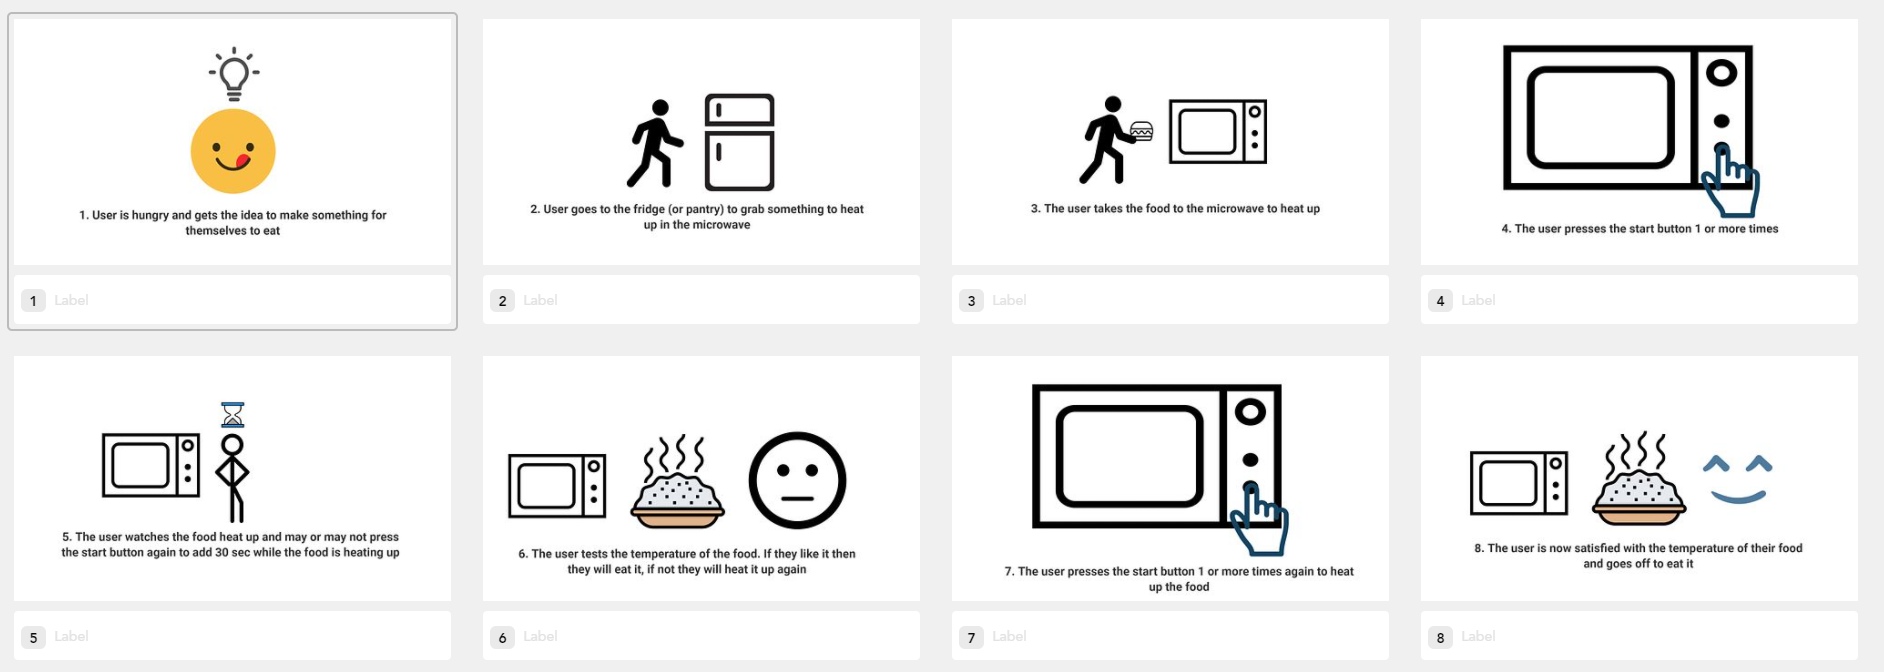 1. User is hungry and gets the idea to make something for
themselves to eat
2. User goes to the fridge (or pantry) to grab something to heat
up in the microwave
3. The user takes the food to the microwave to heat up
4. The user presses the start button 1 or more times
1 Label
2 Label
3 Label
4 Label
5. The user watches the food heat up and may or may not press
the start button again to add 30 sec while the food is heating up
6. The user tests the temperature of the food. If they like it then
they will eat it, if not they will heat it up again
7. The user presses the start button 1 or more times again to heat
up the food
8. The user is now satisfied with the temperature of their food
and goes off to eat it
5 Label
6 Label
7 Label
8 Label